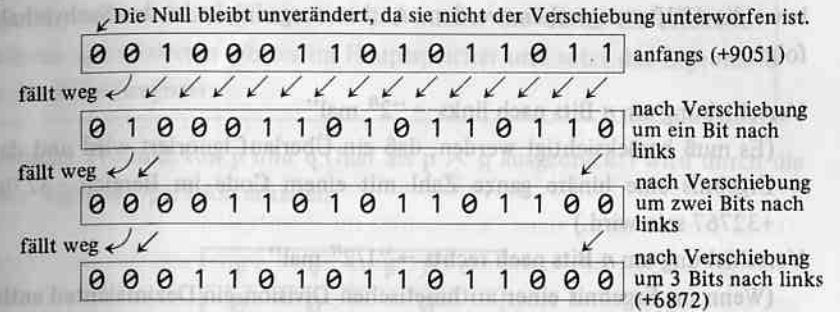 Die Null bleibt unverändert, da sie nicht der Verschiebung unterworfen ist.
0 0 1 0 0 0 1 1 0 1 0 1 1 0 1 1 anfangs (+9051)
fällt weg
0 1 0 0 0 1 1 0 1 0 1 1 0 1 1 0
nach Verschiebung
um ein Bit nach
links
fällt weg
0 0 0 0 1 1 0 1 0 1 1 0 1 1 0 0
nach Verschiebung
um zwei Bits nach
links
fällt weg
0 0 0 1 1 0 1 0 1 1 0 1 1 0 0 0
nach Verschiebung
um 3 Bits nach links
(+6872)